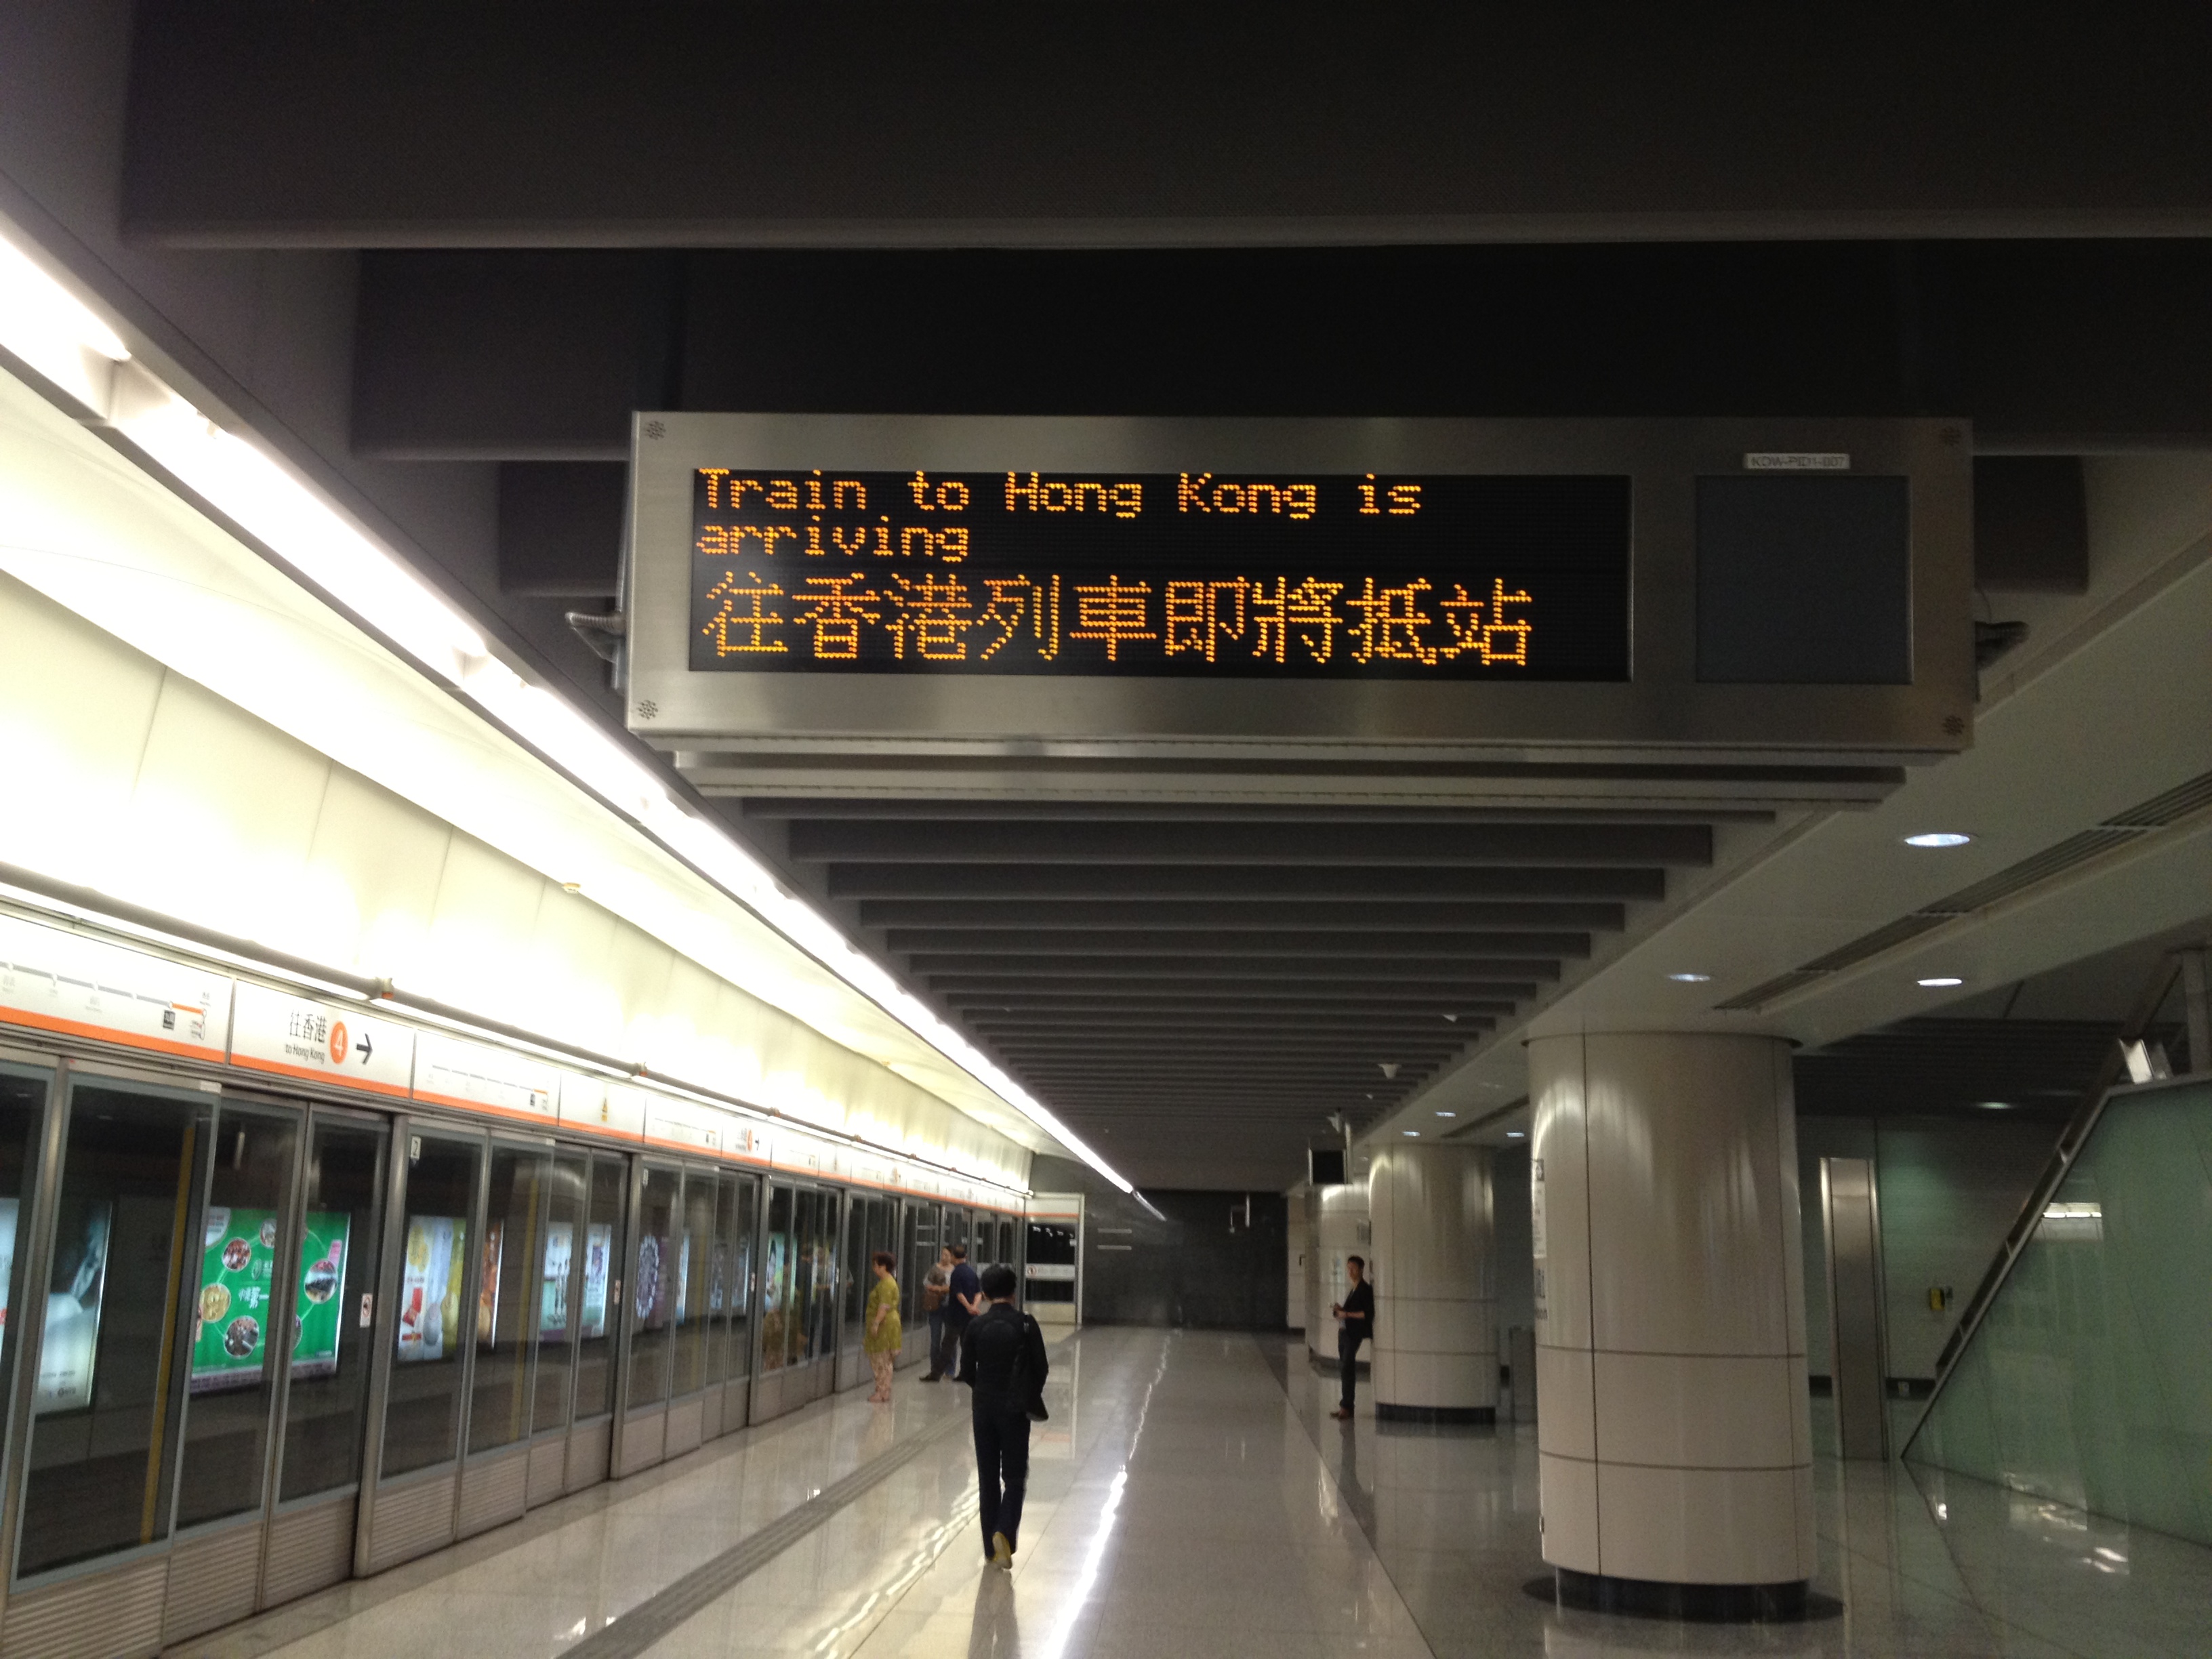 Train to Hong Kong is
arriving
往香港列車即將抵站
往香港
to Hong Kong
4
2